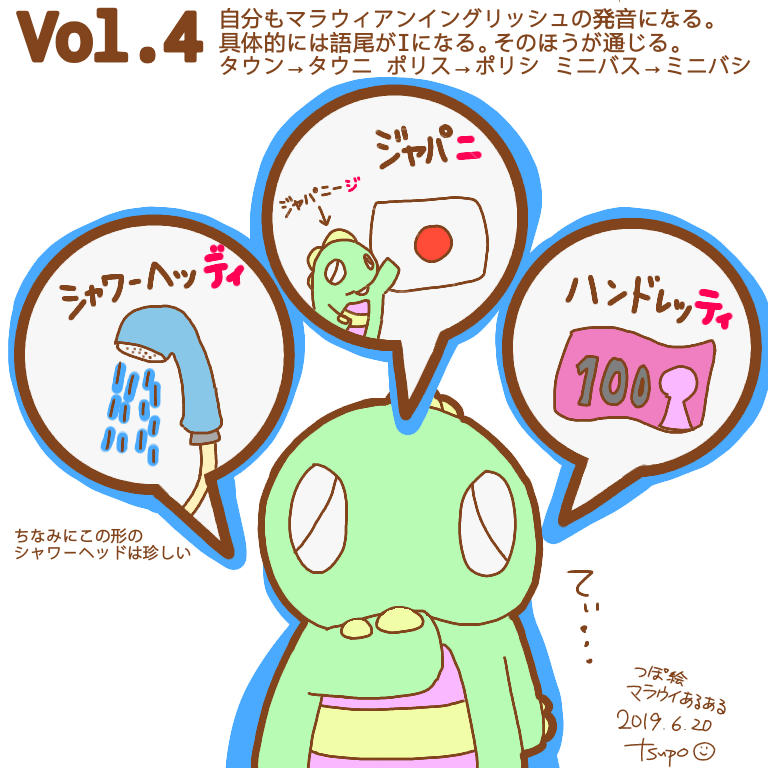 Vol.4
自分もマラウィアンイングリッシュの発音になる。
具体的には語尾がIになる。そのほうが通じる。
タウン→タウニ ポリス→ポリシ ミニバス→ミニバシ
ジャパニ
ジャパニージ
シャワーヘッディ
ハンドレッティ
100
ちなみにこの形の
シャワーヘッドは珍しい
てぃ...
つぽ絵
マラウイあるある
2019.6.20
tsupo